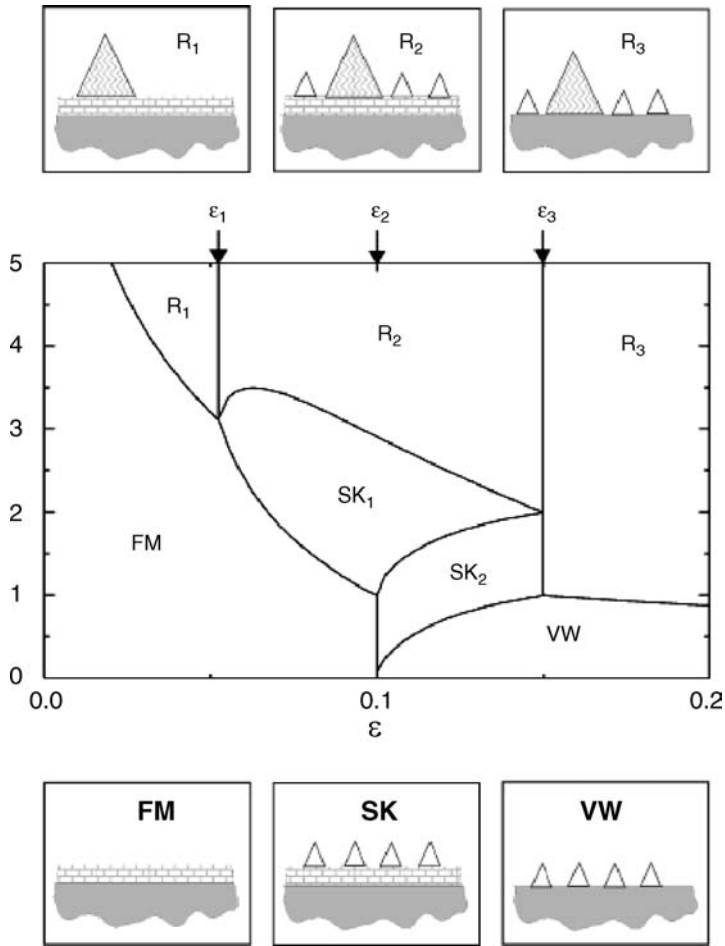 R₁
R₂
R₃
ε₁
ε₂
ε₃
5
4
3
2
1
0
R₁
R₂
R₃
SK₁
FM
SK₂
VW
0.0
0.1
0.2
ε
FM
SK
VW